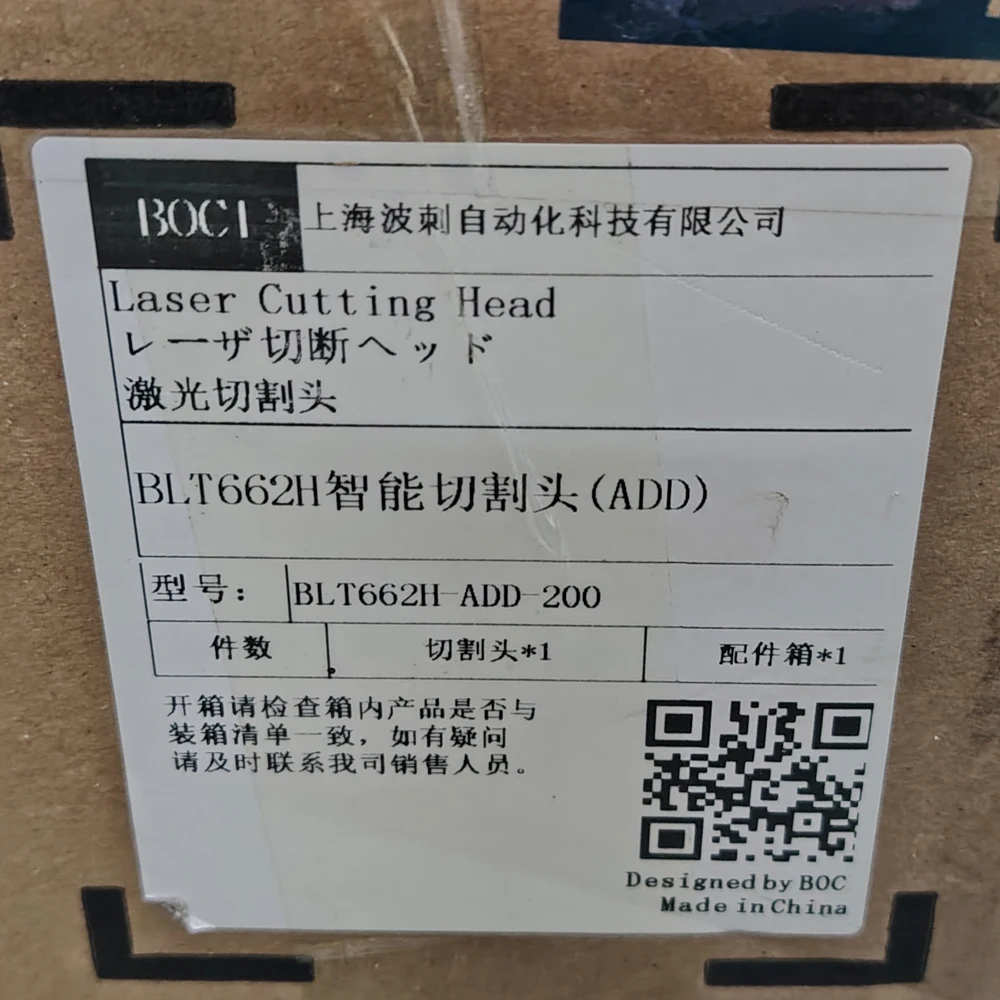 BOCI 上海波刺自动化科技有限公司
Laser Cutting Head
レーザ切断ヘッド
激光切割头
BLT662H智能切割头(ADD)
型号: BLT662H-ADD-200
件数 切割头*1 配件箱*1
开箱请检查箱内产品是否与
装箱清单一致，如有疑问
请及时联系我司销售人员。
Designed by BOC
Made in China